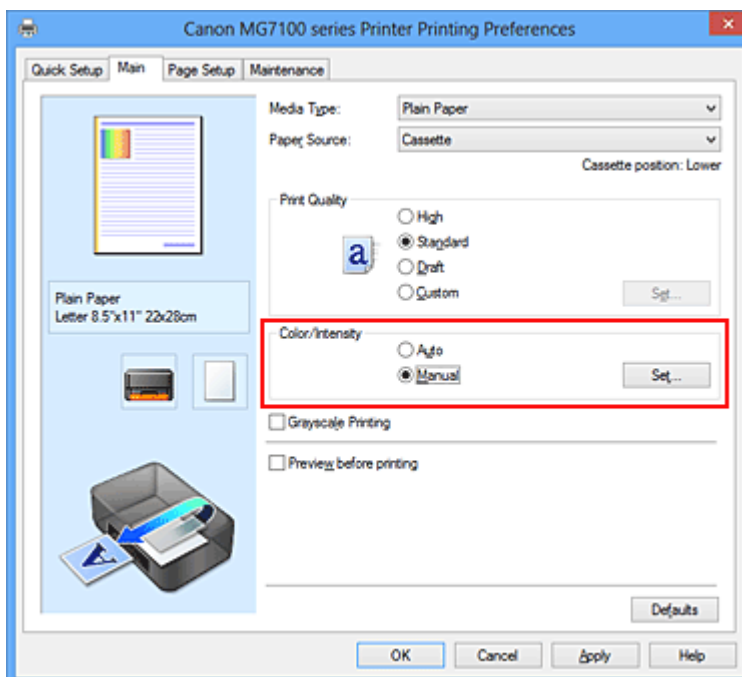 Canon MG7100 series Printer Printing Preferences
Quick Setup Main Page Setup Maintenance
Media Type: Plain Paper
Paper Source: Cassette
Cassette position: Lower
Print Quality
High
a Standard
Draft
Custom Set...
Plain Paper
Letter 8.5"x11" 22x28cm
Color/Intensity
Auto
Manual Set...
Grayscale Printing
Preview before printing
A
Defaults
OK Cancel Apply Help